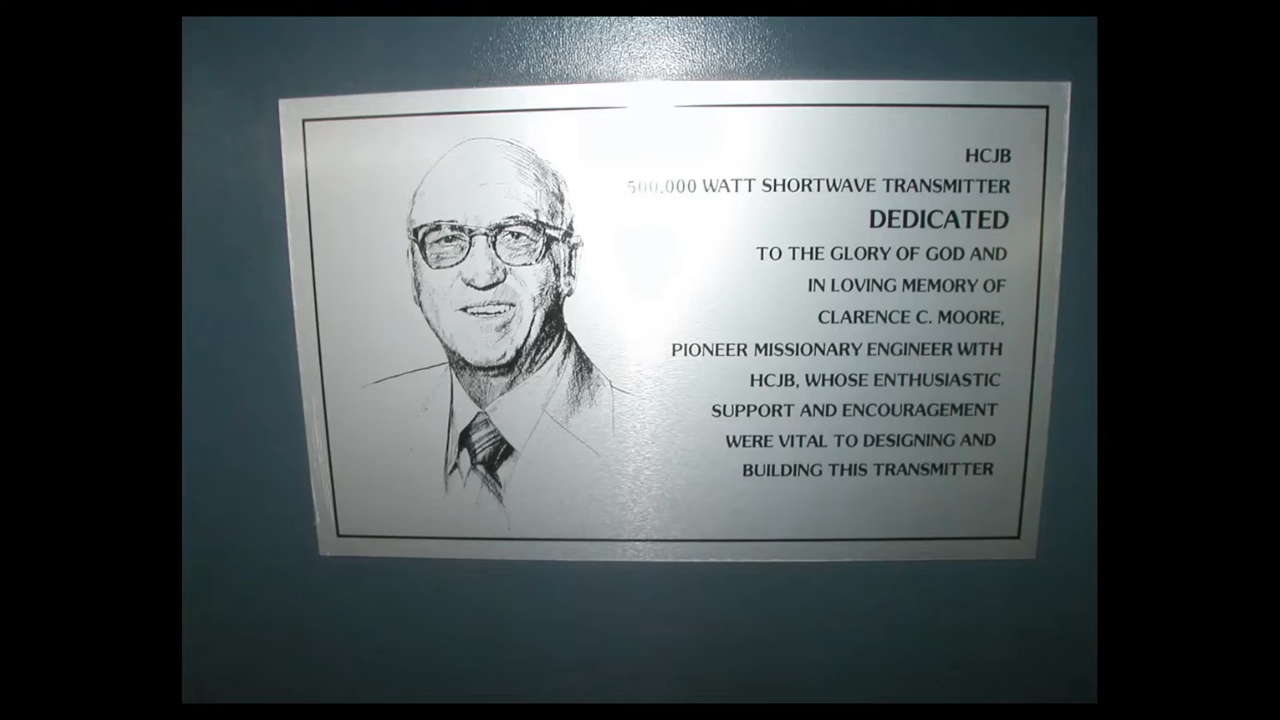 HCJB
500,000 WATT SHORTWAVE TRANSMITTER
DEDICATED
TO THE GLORY OF GOD AND
IN LOVING MEMORY OF
CLARENCE C. MOORE,
PIONEER MISSIONARY ENGINEER WITH
HCJB, WHOSE ENTHUSIASTIC
SUPPORT AND ENCOURAGEMENT
WERE VITAL TO DESIGNING AND
BUILDING THIS TRANSMITTER